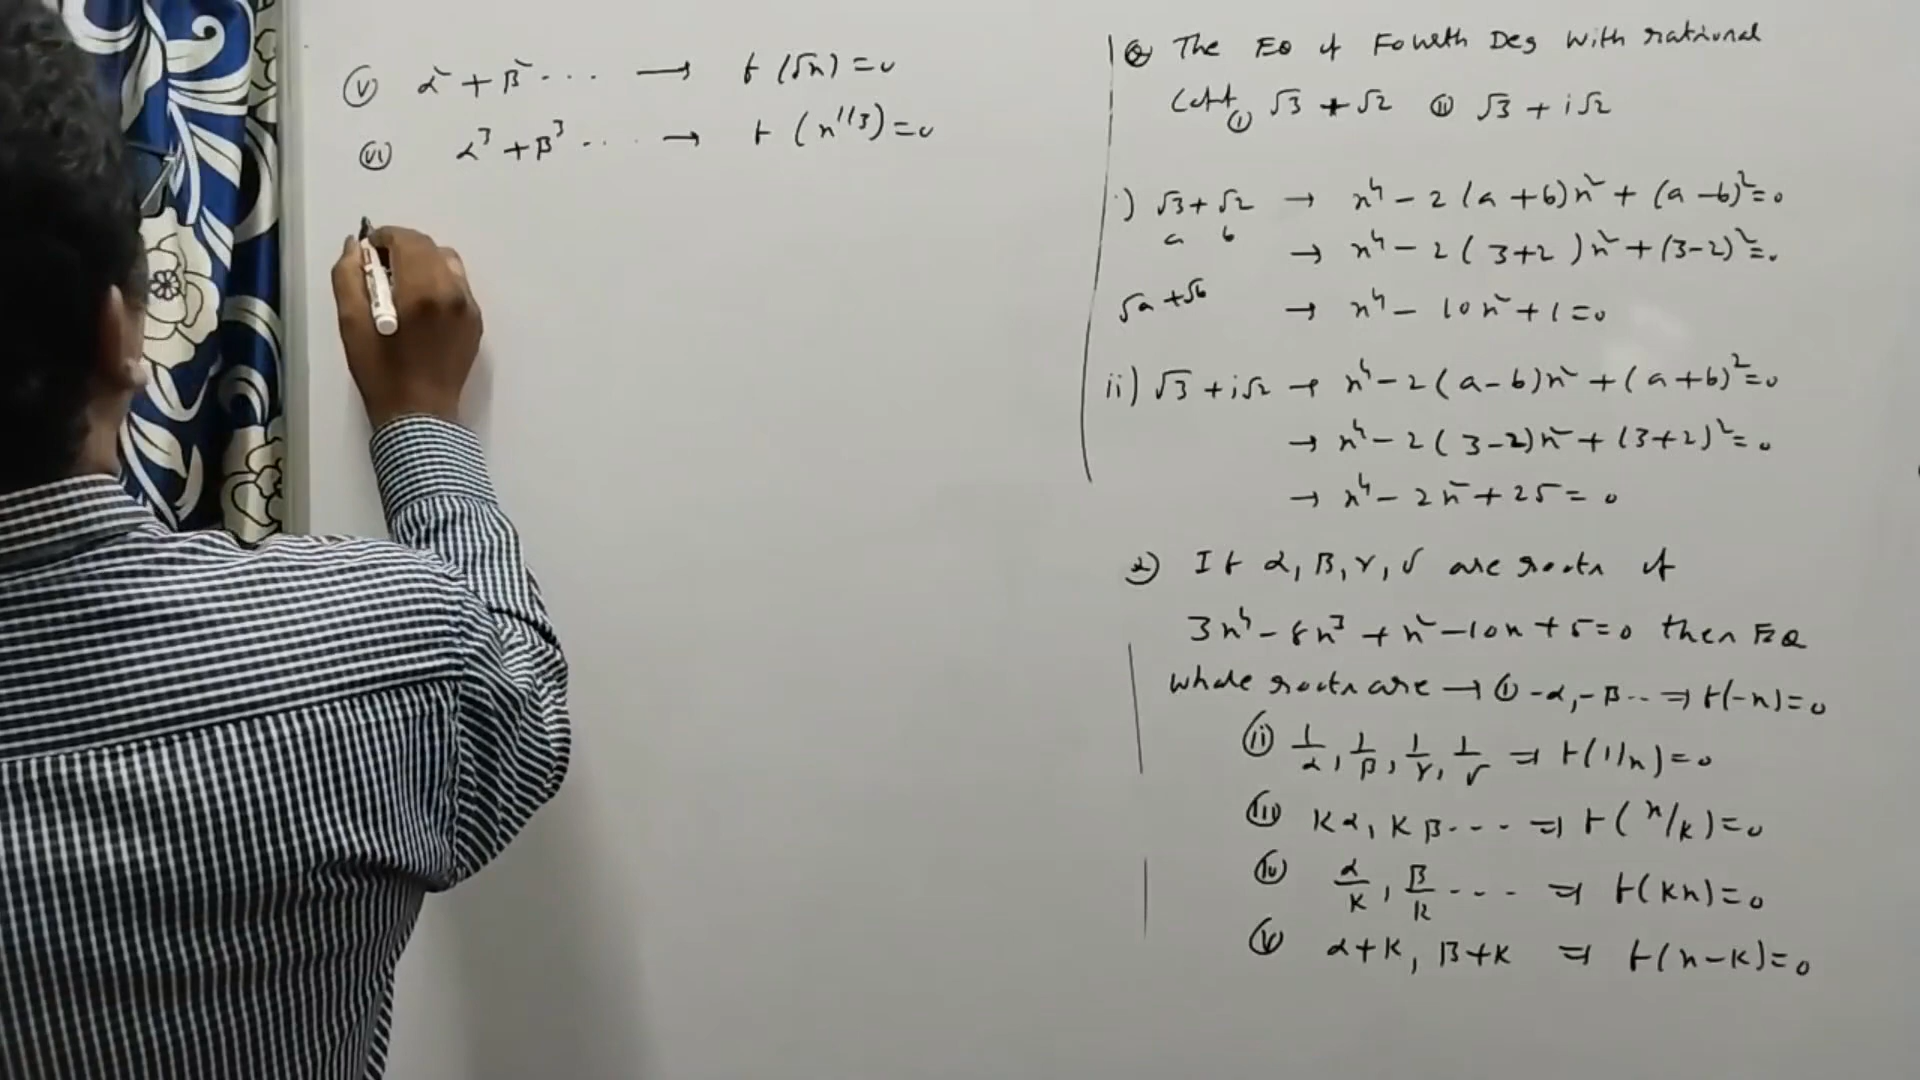 (v) α² + β² ... → f(√x) = 0
(vi) α³ + β³ ... → f(x^1/3) = 0
Q The EQ of Fourth Deg with rational
Coff (i) √3 + √2 (ii) √3 + i√2
i) √3 + √2 → x⁴ - 2(a+b)x² + (a-b)² = 0
a b → x⁴ - 2(3+2)x² + (3-2)² = 0
√a + √b → x⁴ - 10x² + 1 = 0
ii) √3 + i√2 → x⁴ - 2(a-b)x² + (a+b)² = 0
→ x⁴ - 2(3-2)x² + (3+2)² = 0
→ x⁴ - 2x² + 25 = 0
2) If α, β, γ, δ are roots of
3x⁴ - 8x³ + x² - 10x + 5 = 0 then EQ
whose roots are → (i) -α, -β.. ⇒ f(-x) = 0
(ii) 1/α, 1/β, 1/γ, 1/δ ⇒ f(1/x) = 0
(iii) Kα, Kβ.... ⇒ f(x/K) = 0
(iv) α/K, β/K .... ⇒ f(Kx) = 0
(v) α+K, β+K ⇒ f(x-K) = 0